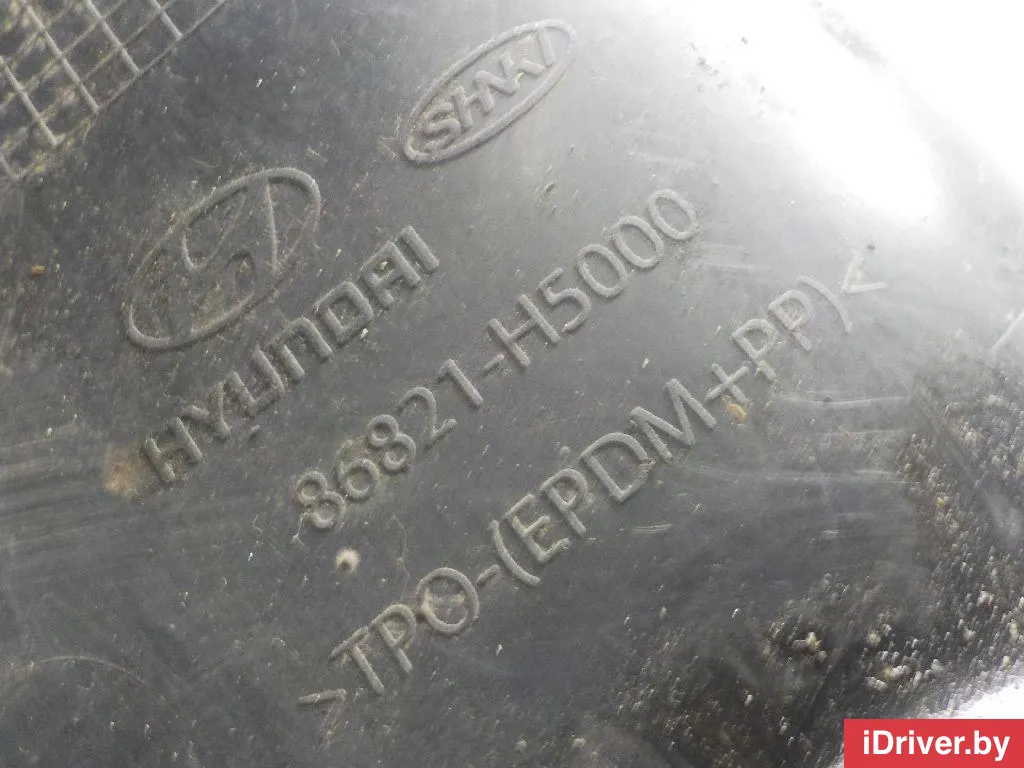 SHAKI
HYUNDAI
86821-H5000
>TPO-(EPDM+PP)<
iDriver.by